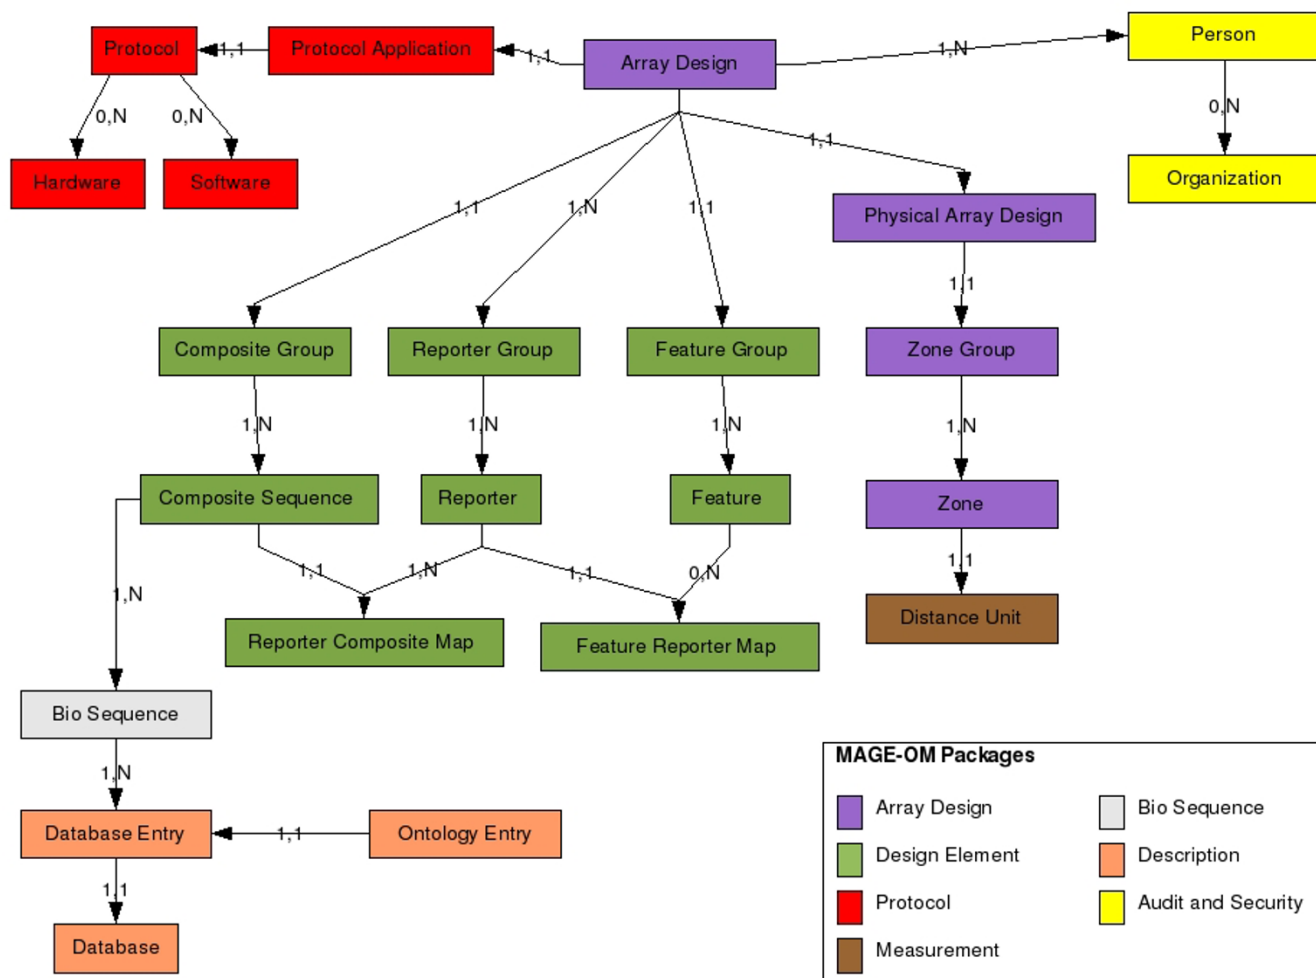 Protocol
1,1
Protocol Application
1,1
Array Design
1,N
Person
0,N
0,N
0,N
1,1
Hardware
Software
Organization
1,1
1,N
1,1
Physical Array Design
1,1
Composite Group
Reporter Group
Feature Group
Zone Group
1,N
1,N
1,N
1,N
Composite Sequence
Reporter
Feature
Zone
1,1
1,N
1,1
0,N
1,1
1,N
Distance Unit
Reporter Composite Map
Feature Reporter Map
Bio Sequence
1,N
Database Entry
1,1
Ontology Entry
1,1
Database
MAGE-OM Packages
Array Design
Bio Sequence
Design Element
Description
Protocol
Audit and Security
Measurement